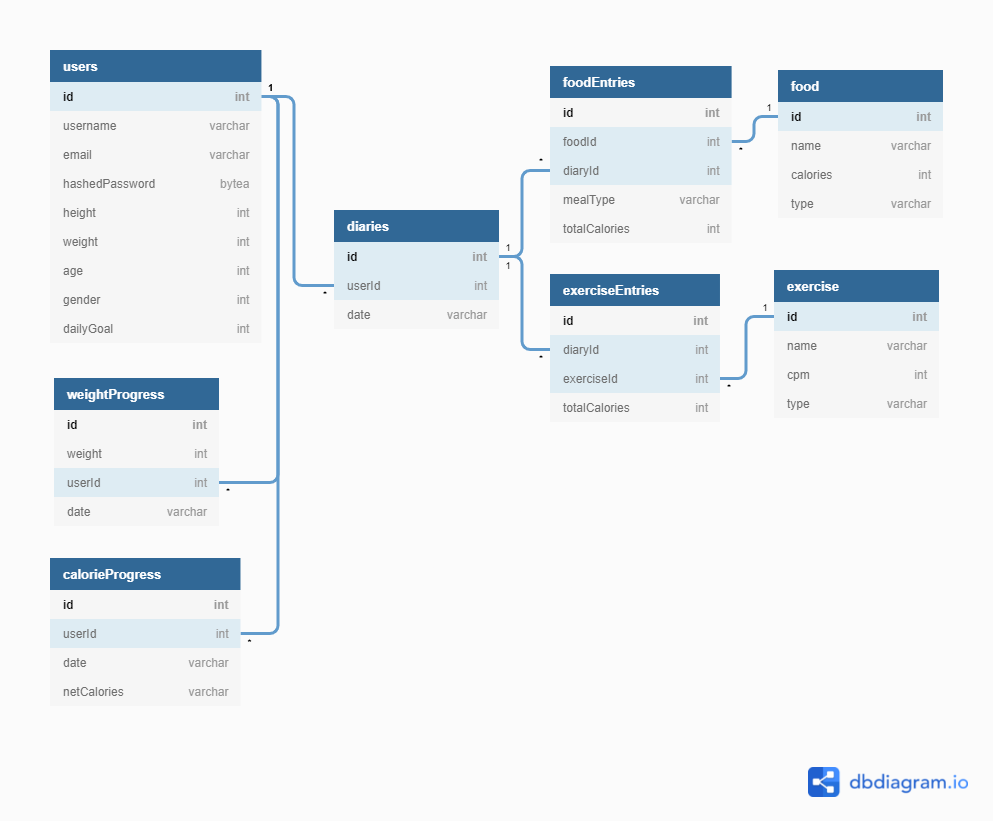 users
id int
username varchar
email varchar
hashedPassword bytea
height int
weight int
age int
gender int
dailyGoal int
1
*
weightProgress
id int
weight int
userId int
date varchar
*
calorieProgress
id int
userId int
date varchar
netCalories varchar
*
diaries
id int
userId int
date varchar
1
1
foodEntries
id int
foodId int
diaryId int
mealType varchar
totalCalories int
*
*
1
food
id int
name varchar
calories int
type varchar
exerciseEntries
id int
diaryId int
exerciseId int
totalCalories int
*
*
1
exercise
id int
name varchar
cpm int
type varchar
dbdiagram.io